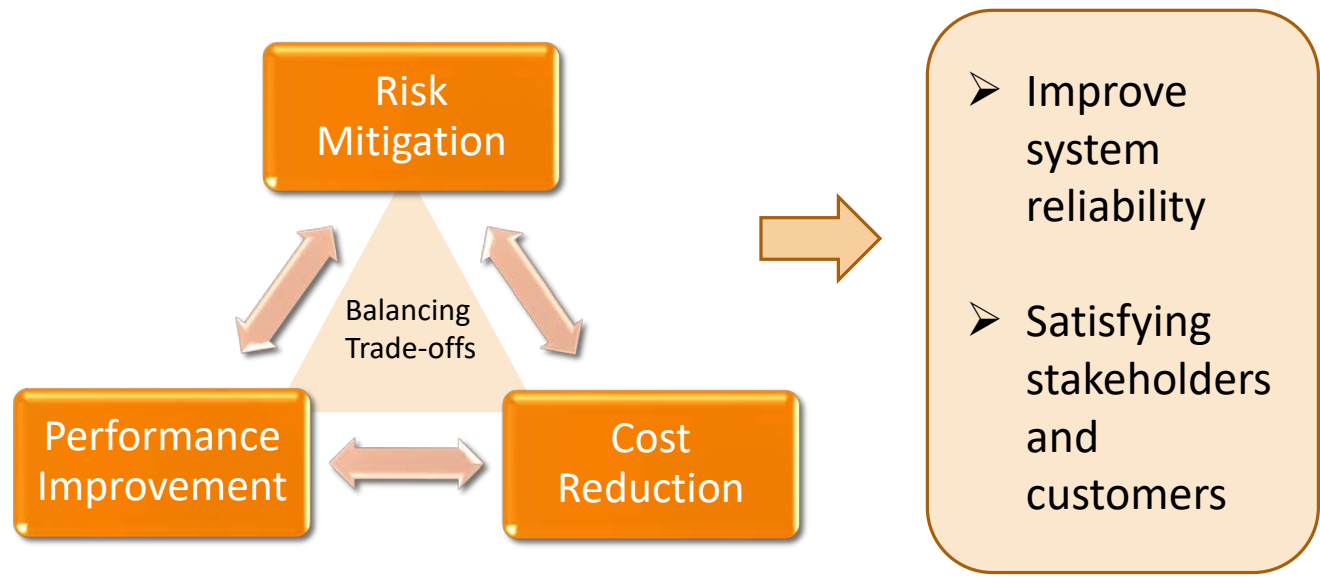 Risk
Mitigation
Balancing
Trade-offs
Performance
Improvement
Cost
Reduction
➢ Improve
system
reliability
➢ Satisfying
stakeholders
and
customers